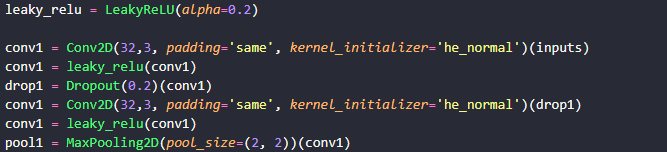 leaky_relu = LeakyReLU(alpha=0.2)
conv1 = Conv2D(32,3, padding='same', kernel_initializer='he_normal')(inputs)
conv1 = leaky_relu(conv1)
drop1 = Dropout(0.2)(conv1)
conv1 = Conv2D(32,3, padding='same', kernel_initializer='he_normal')(drop1)
conv1 = leaky_relu(conv1)
pool1 = MaxPooling2D(pool_size=(2, 2))(conv1)